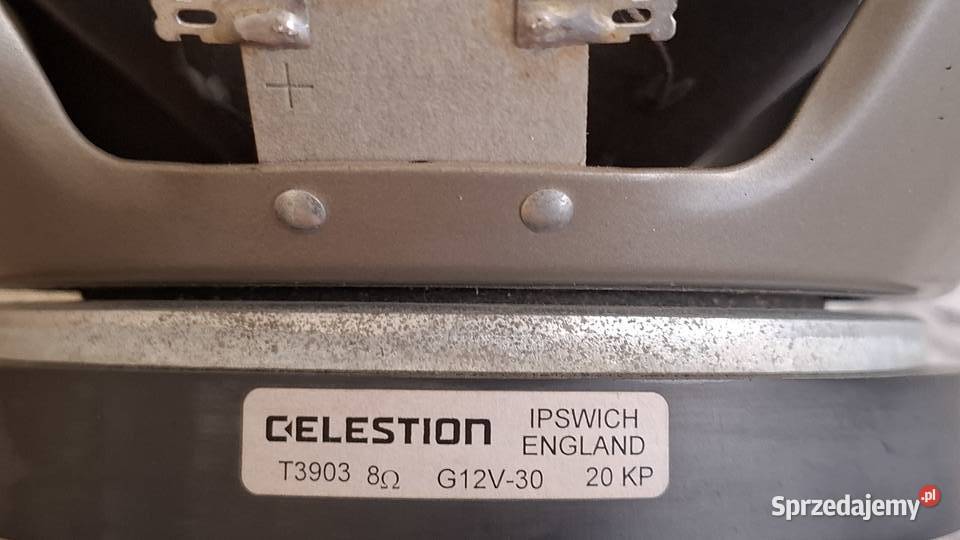 +
CELESTION IPSWICH
ENGLAND
T3903 8Ω G12V-30 20 KP
Sprzedajemy.pl